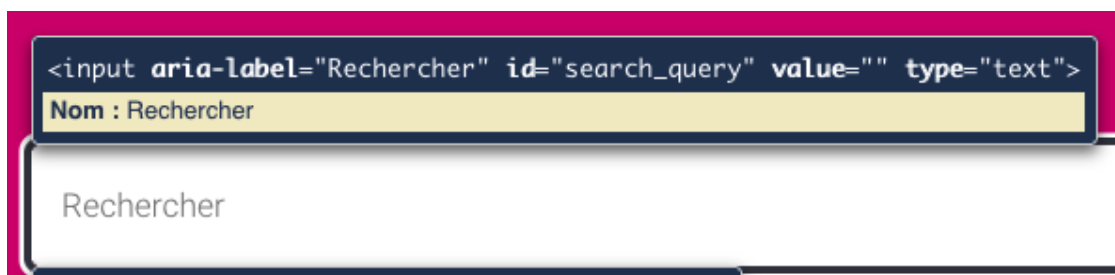 <input aria-label="Rechercher" id="search_query" value="" type="text">
Nom : Rechercher
Rechercher